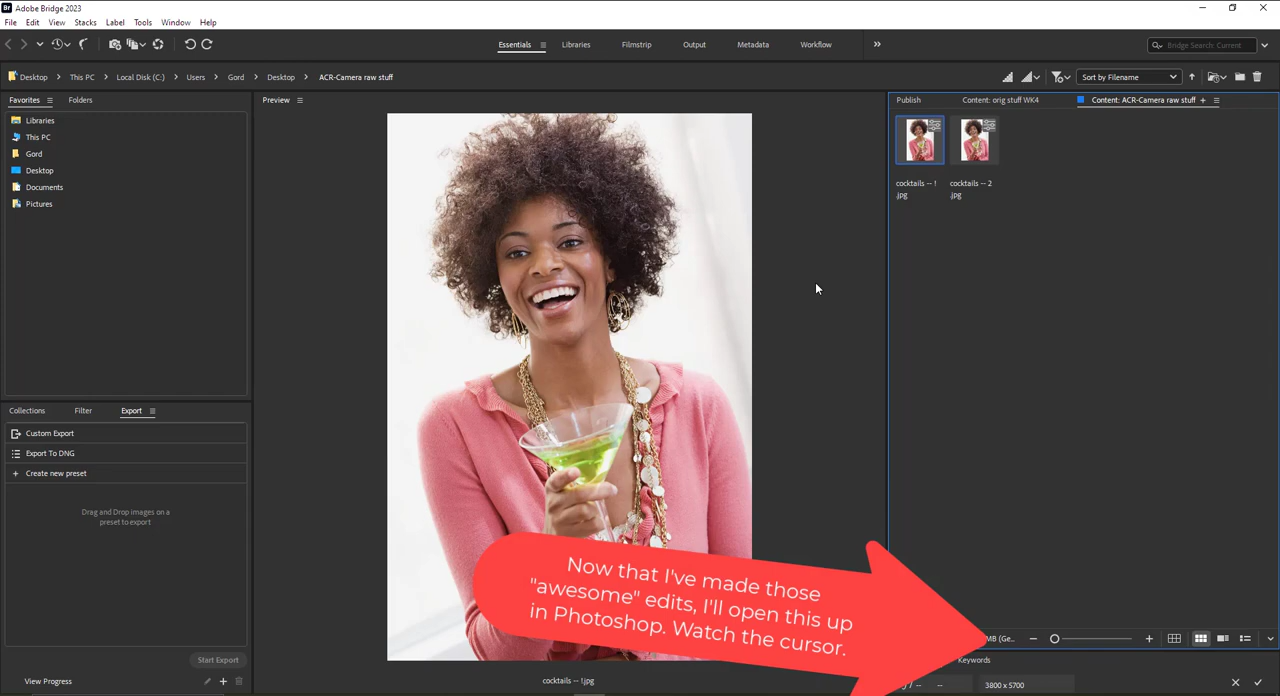 Adobe Bridge 2023
File Edit View Stacks Label Tools Window Help
Essentials Libraries Filmstrip Output Metadata Workflow
Bridge Search: Current
Desktop This PC Local Disk (C:) Users Gord Desktop ACR-Camera raw stuff
Sort by Filename
Favorites Folders
Preview
Publish Content: orig stuff WK4 Content: ACR-Camera raw stuff
Libraries
This PC
Gord
Desktop
Documents
Pictures
cocktails -- !
.jpg
cocktails -- 2
.jpg
Collections Filter Export
Custom Export
Export To DNG
Create new preset
Drag and Drop images on a
preset to export
Now that I've made those
"awesome" edits, I'll open this up
in Photoshop. Watch the cursor.
MB (Ge...
Start Export
Keywords
View Progress
cocktails -- !jpg
3800 x 5700